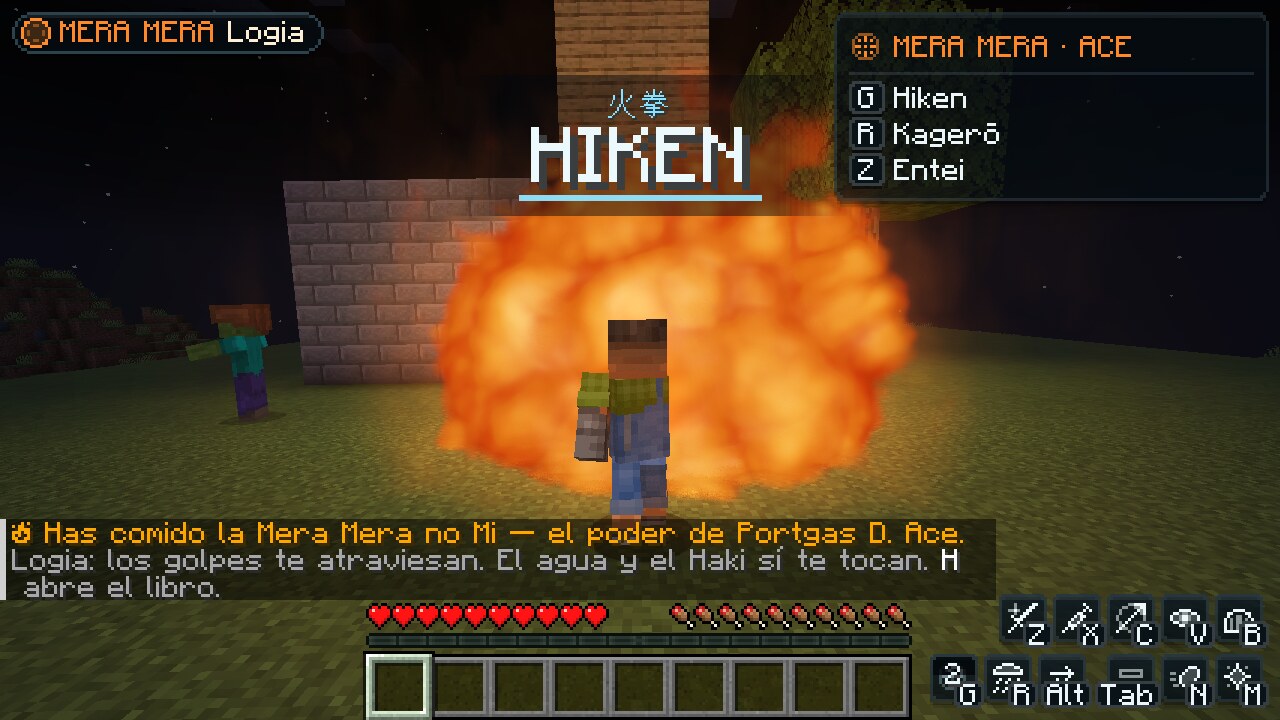 MERA MERA Logia
MERA MERA · ACE
G Hiken
R Kagerō
Z Entei
火拳
HIKEN
Has comido la Mera Mera no Mi — el poder de Portgas D. Ace.
Logia: los golpes te atraviesan. El agua y el Haki sí te tocan. H
abre el libro.
Z X C V B
2 G R Alt Tab N M